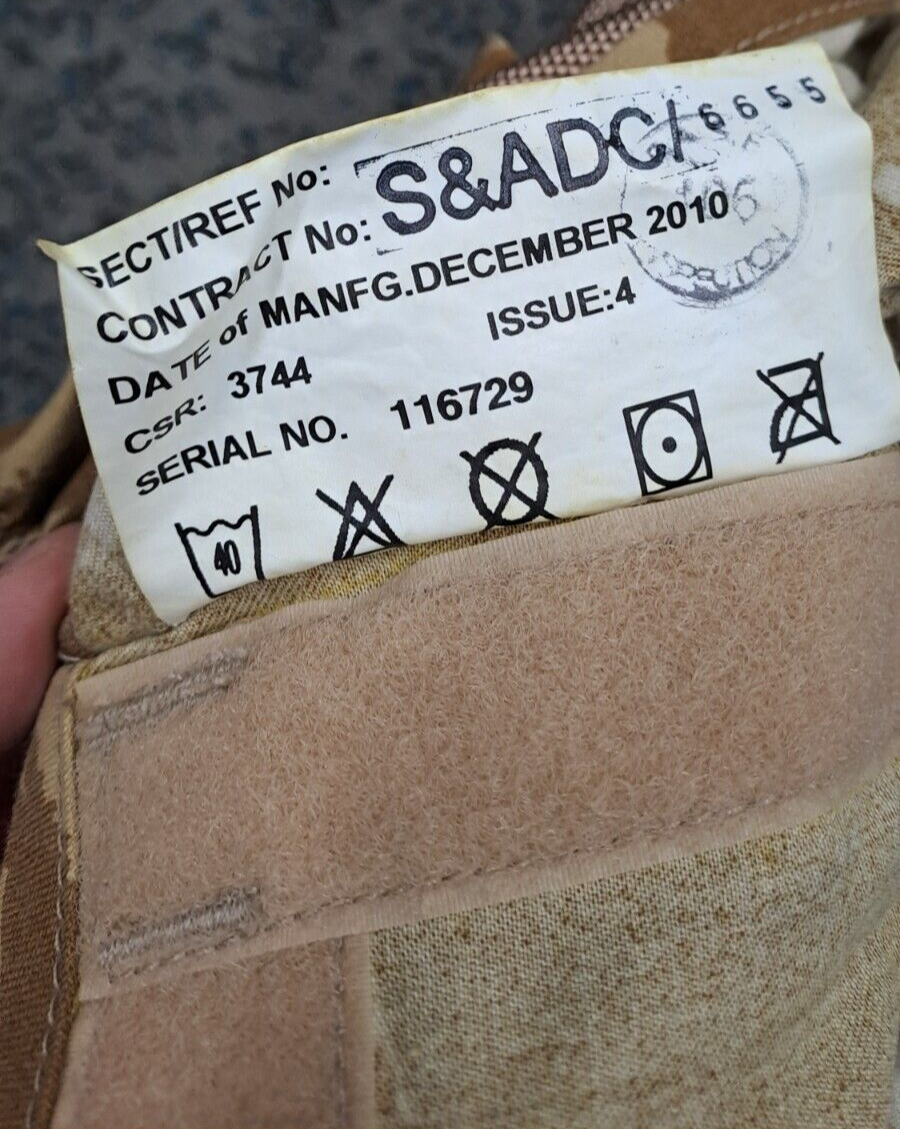 SECT/REF No:
CONTRACT No: S&ADC/6655
DATE of MANFG.DECEMBER 2010
CSR: 3744 ISSUE:4
SERIAL NO. 116729
40